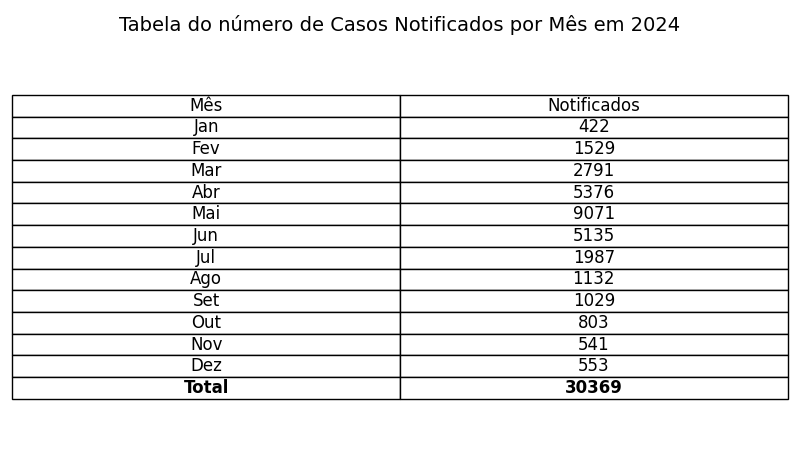 Tabela do número de Casos Notificados por Mês em 2024
Mês Notificados
Jan 422
Fev 1529
Mar 2791
Abr 5376
Mai 9071
Jun 5135
Jul 1987
Ago 1132
Set 1029
Out 803
Nov 541
Dez 553
Total 30369